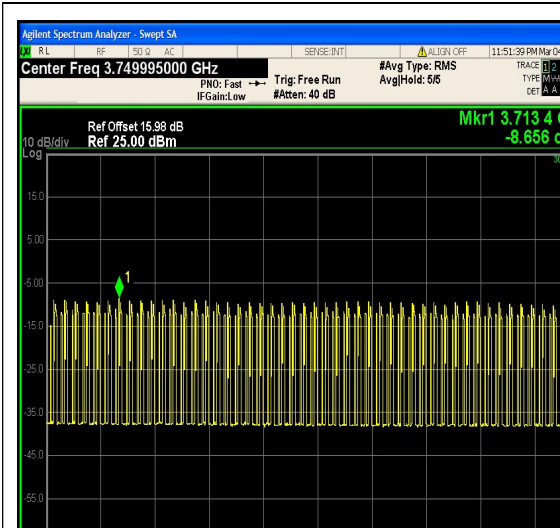 Agilent Spectrum Analyzer - Swept SA
RL RF 50 Ω AC SENSE:INT ALIGN OFF 11:51:39 PM Mar 04
Center Freq 3.749995000 GHz
PNO: Fast
IFGain:Low
Trig: Free Run
#Atten: 40 dB
#Avg Type: RMS
Avg|Hold: 5/5
TRACE 1 2
TYPE M
DET A A
Mkr1 3.713 4
-8.656 d
Ref Offset 15.98 dB
10 dB/div Ref 25.00 dBm
Log
15.0
5.00
1
-5.00
-15.0
-25.0
-35.0
-45.0
-55.0